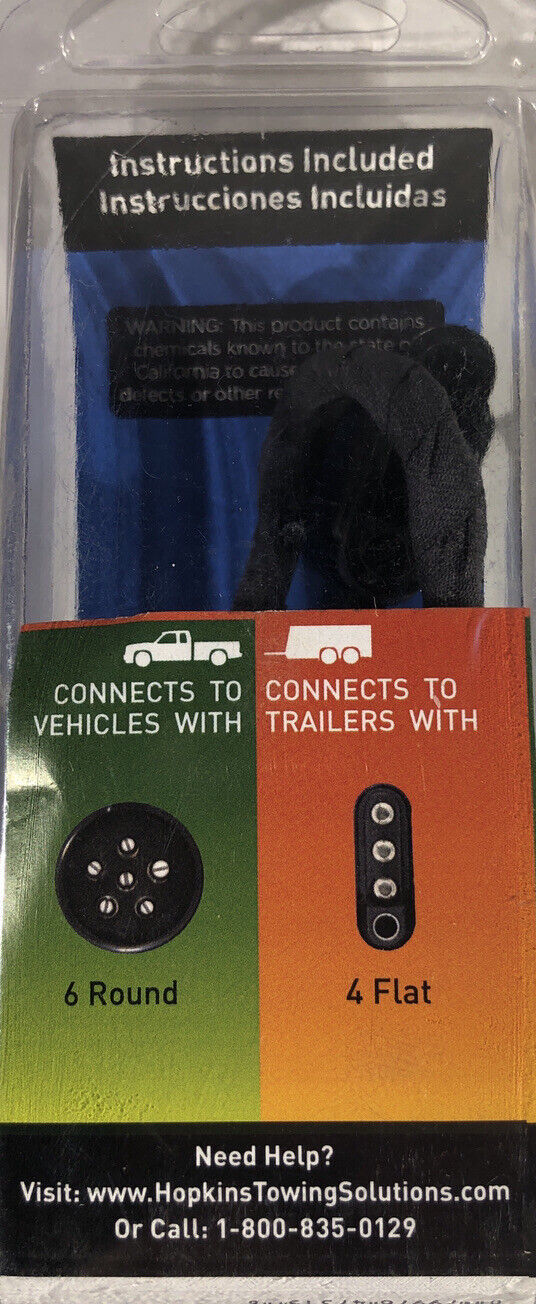 Instructions Included
Instrucciones Incluidas
WARNING: This product contains
chemicals known to the state
California to cause
defects or other
CONNECTS TO
VEHICLES WITH
CONNECTS TO
TRAILERS WITH
6 Round
4 Flat
Need Help?
Visit: www.HopkinsTowingSolutions.com
Or Call: 1-800-835-0129